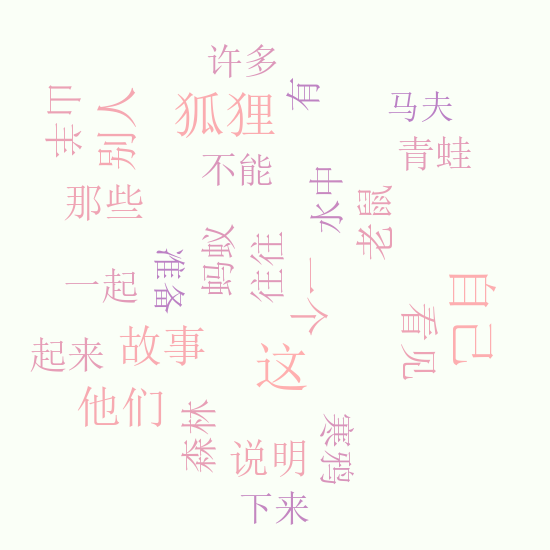 许多
有
狐狸
别人
美丽
马夫
青蛙
不能
水中
老鼠
那些
蚂蚁
往往
准备
一起
一个
自己
看见
故事
起来
这
他们
森林
说明
寒鸦
下来